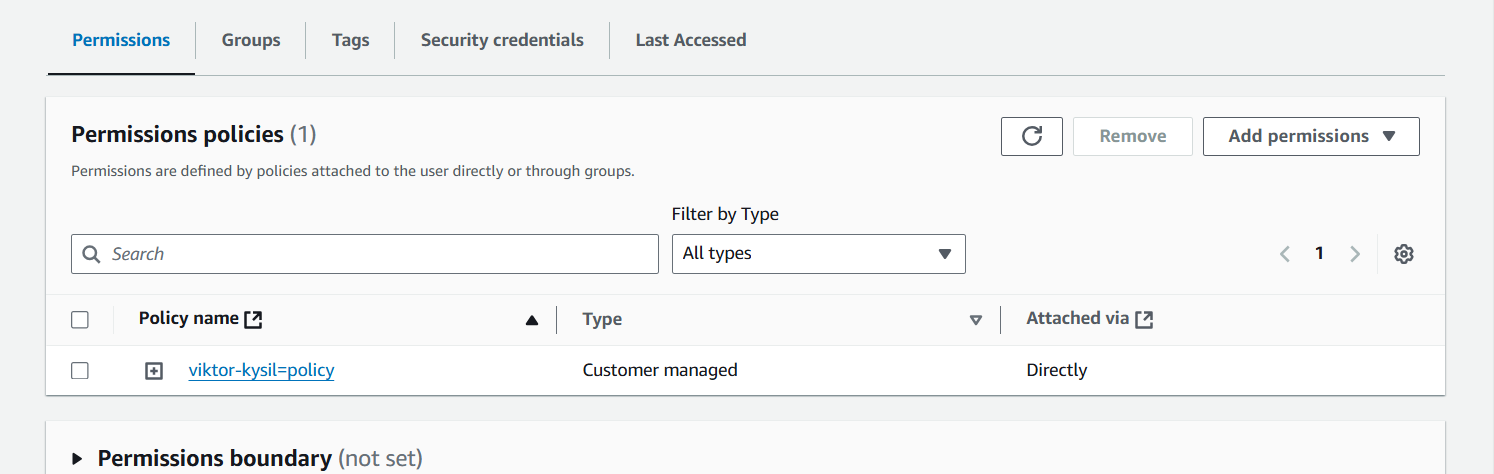 Permissions Groups Tags Security credentials Last Accessed
Permissions policies (1)
Remove Add permissions
Permissions are defined by policies attached to the user directly or through groups.
Filter by Type
Search All types 1
Policy name Type Attached via
viktor-kysil=policy Customer managed Directly
Permissions boundary (not set)